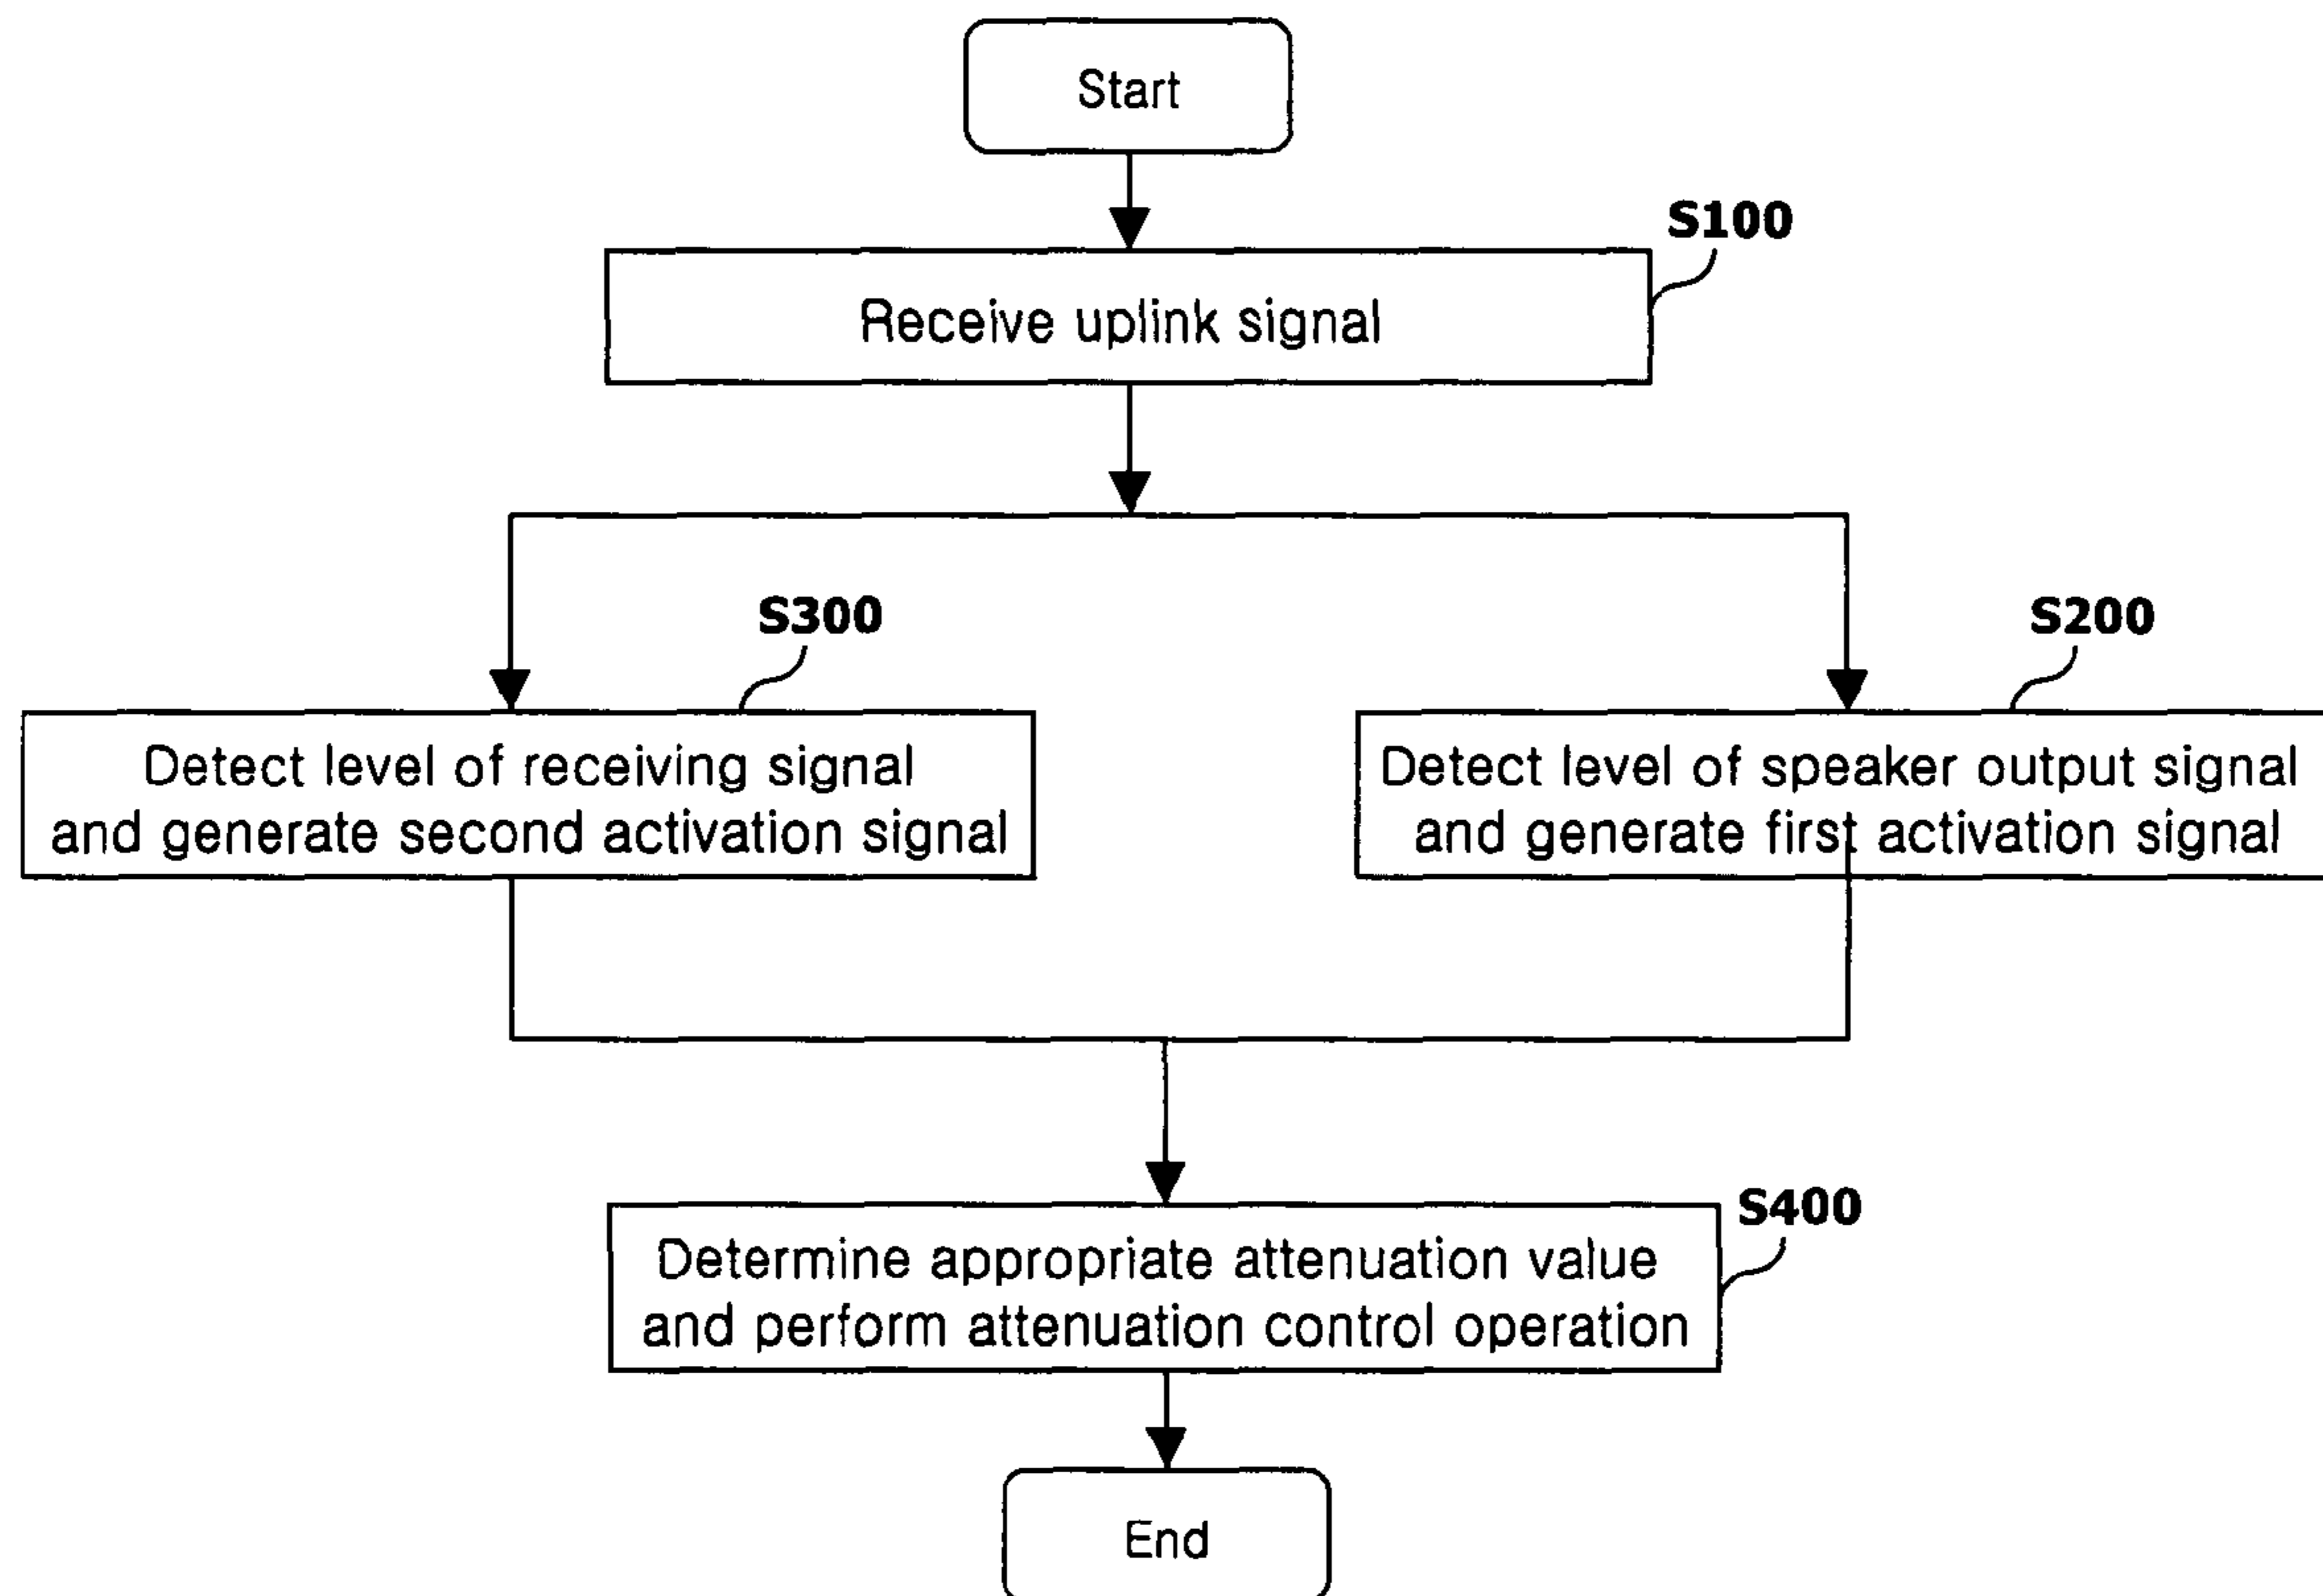 Start
S100
Receive uplink signal
S300
Detect level of receiving signal
and generate second activation signal
S200
Detect level of speaker output signal
and generate first activation signal
S400
Determine appropriate attenuation value
and perform attenuation control operation
End